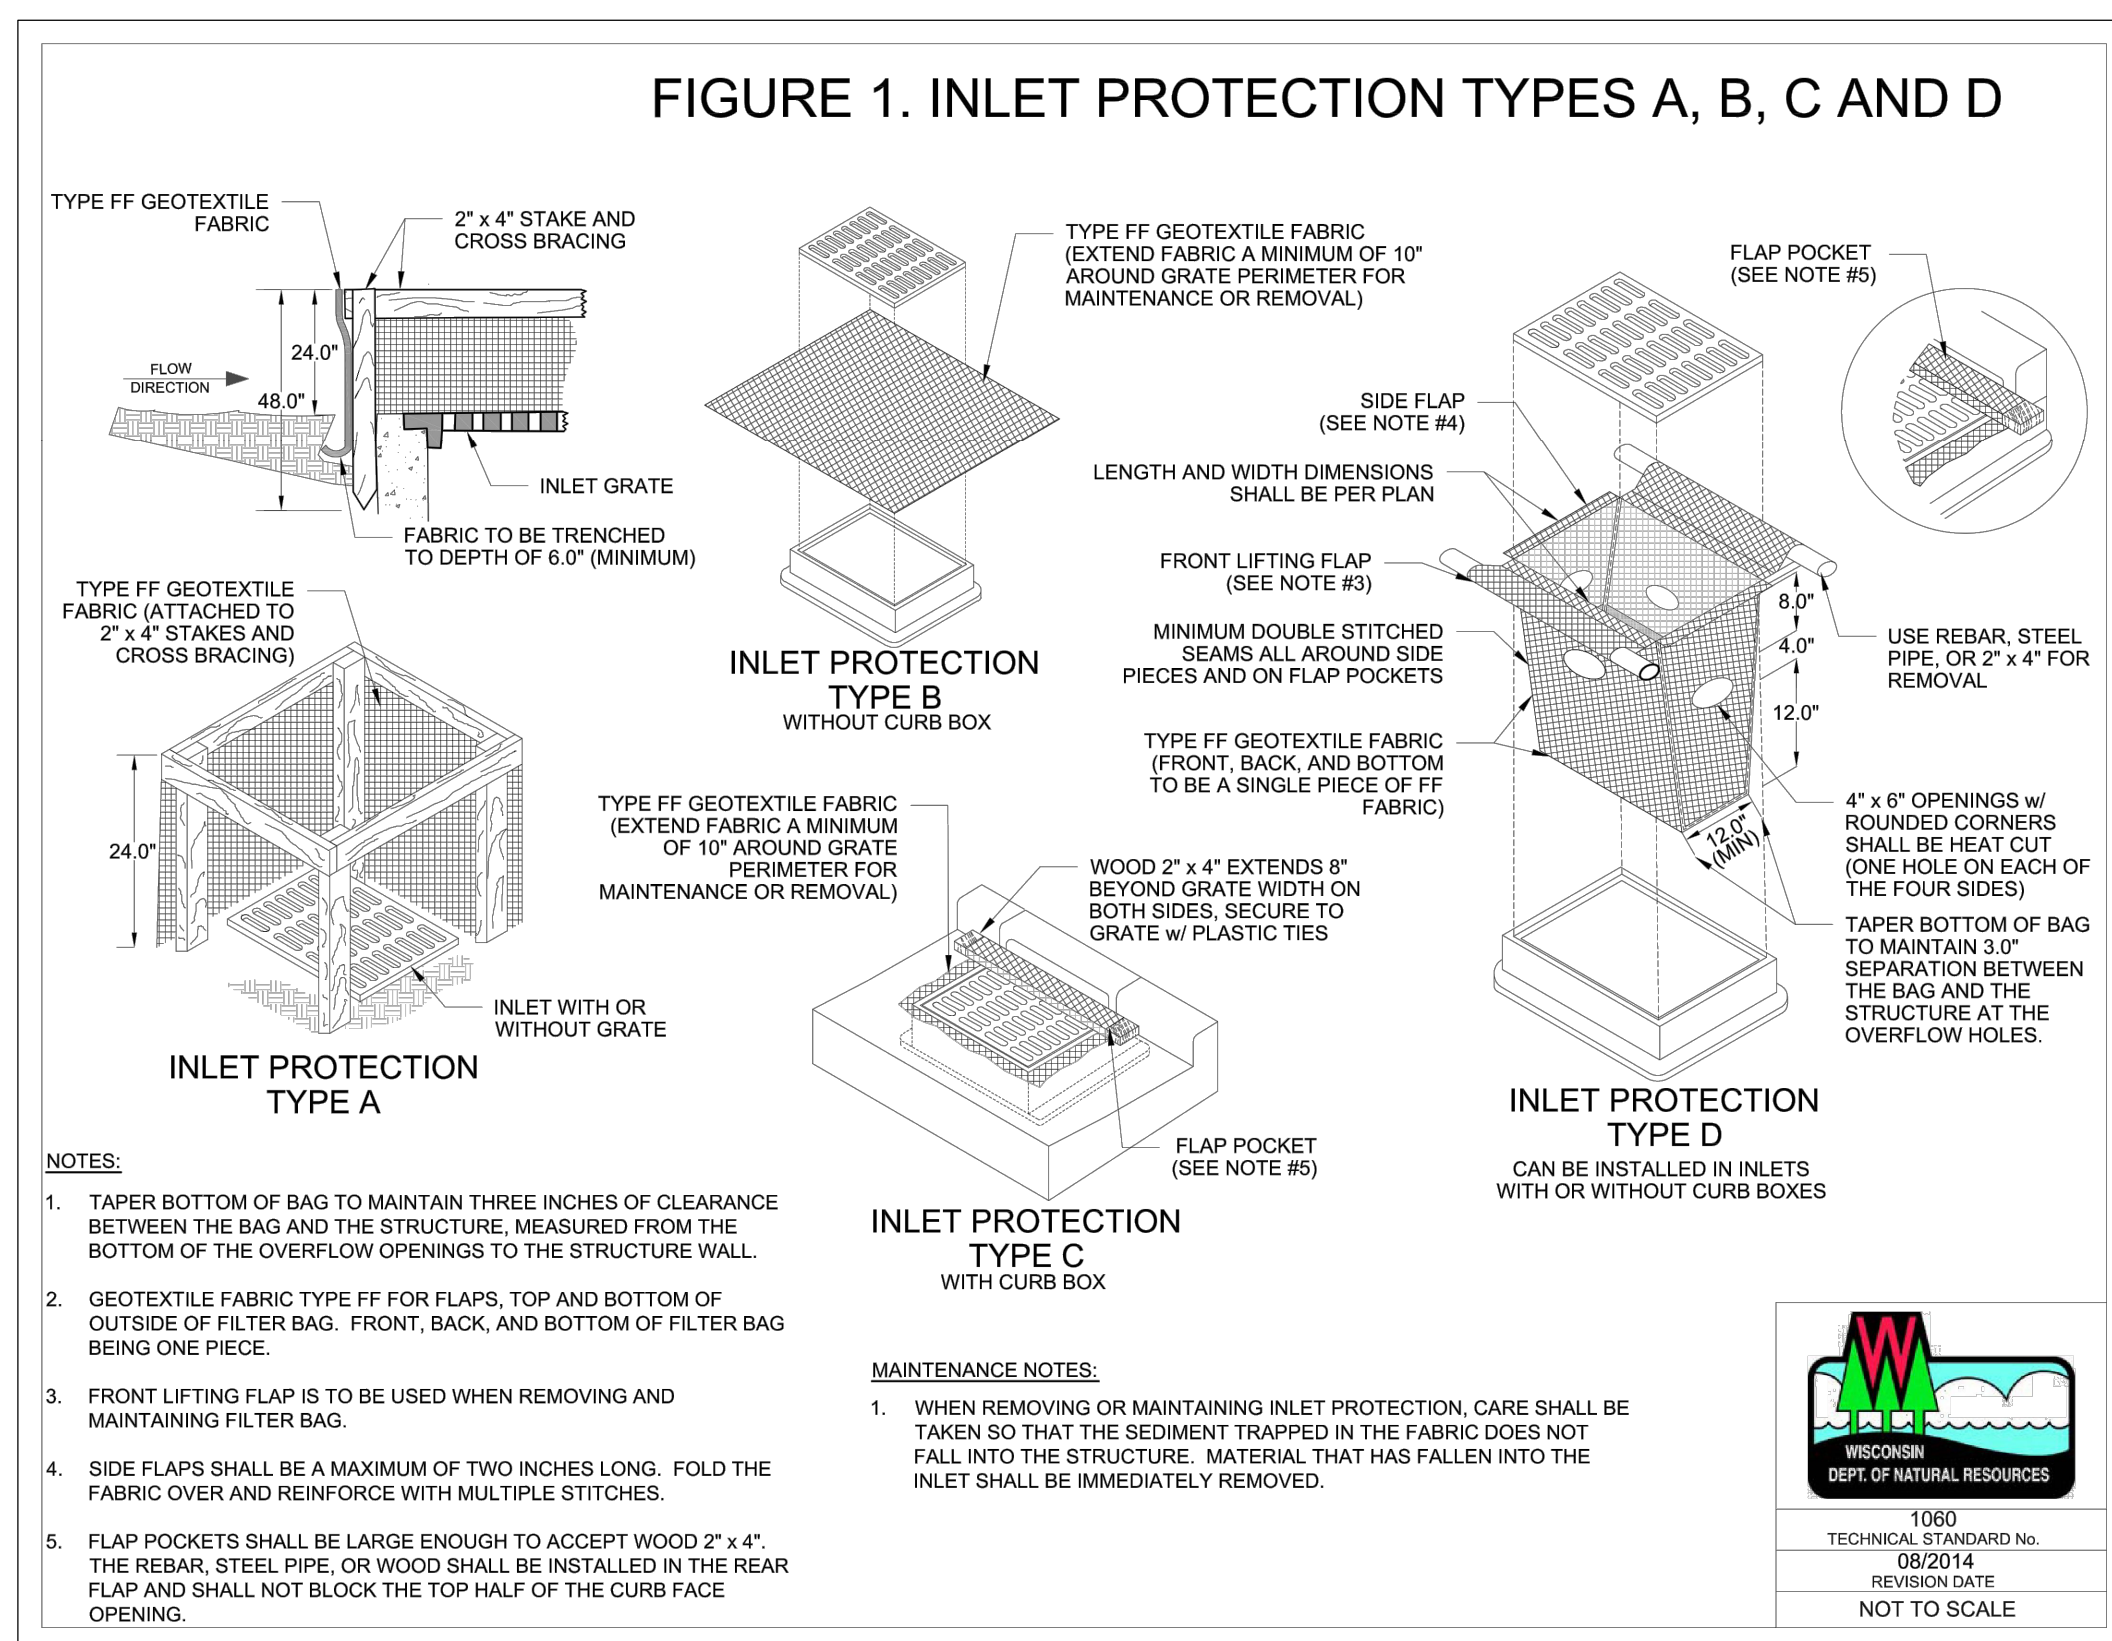 FIGURE 1. INLET PROTECTION TYPES A, B, C AND D
TYPE FF GEOTEXTILE
FABRIC
2" x 4" STAKE AND
CROSS BRACING
24.0"
FLOW
DIRECTION
48.0"
INLET GRATE
FABRIC TO BE TRENCHED
TO DEPTH OF 6.0" (MINIMUM)
TYPE FF GEOTEXTILE
FABRIC (ATTACHED TO
2" x 4" STAKES AND
CROSS BRACING)
24.0"
INLET WITH OR
WITHOUT GRATE
INLET PROTECTION
TYPE A
TYPE FF GEOTEXTILE FABRIC
(EXTEND FABRIC A MINIMUM OF 10"
AROUND GRATE PERIMETER FOR
MAINTENANCE OR REMOVAL)
INLET PROTECTION
TYPE B
WITHOUT CURB BOX
TYPE FF GEOTEXTILE FABRIC
(EXTEND FABRIC A MINIMUM
OF 10" AROUND GRATE
PERIMETER FOR
MAINTENANCE OR REMOVAL)
WOOD 2" x 4" EXTENDS 8"
BEYOND GRATE WIDTH ON
BOTH SIDES, SECURE TO
GRATE w/ PLASTIC TIES
FLAP POCKET
(SEE NOTE #5)
INLET PROTECTION
TYPE C
WITH CURB BOX
FLAP POCKET
(SEE NOTE #5)
SIDE FLAP
(SEE NOTE #4)
LENGTH AND WIDTH DIMENSIONS
SHALL BE PER PLAN
FRONT LIFTING FLAP
(SEE NOTE #3)
MINIMUM DOUBLE STITCHED
SEAMS ALL AROUND SIDE
PIECES AND ON FLAP POCKETS
TYPE FF GEOTEXTILE FABRIC
(FRONT, BACK, AND BOTTOM
TO BE A SINGLE PIECE OF FF
FABRIC)
8.0"
4.0"
12.0"
12.0"
(MIN)
USE REBAR, STEEL
PIPE, OR 2" x 4" FOR
REMOVAL
4" x 6" OPENINGS w/
ROUNDED CORNERS
SHALL BE HEAT CUT
(ONE HOLE ON EACH OF
THE FOUR SIDES)
TAPER BOTTOM OF BAG
TO MAINTAIN 3.0"
SEPARATION BETWEEN
THE BAG AND THE
STRUCTURE AT THE
OVERFLOW HOLES.
INLET PROTECTION
TYPE D
CAN BE INSTALLED IN INLETS
WITH OR WITHOUT CURB BOXES
NOTES:
1. TAPER BOTTOM OF BAG TO MAINTAIN THREE INCHES OF CLEARANCE
BETWEEN THE BAG AND THE STRUCTURE, MEASURED FROM THE
BOTTOM OF THE OVERFLOW OPENINGS TO THE STRUCTURE WALL.
2. GEOTEXTILE FABRIC TYPE FF FOR FLAPS, TOP AND BOTTOM OF
OUTSIDE OF FILTER BAG. FRONT, BACK, AND BOTTOM OF FILTER BAG
BEING ONE PIECE.
3. FRONT LIFTING FLAP IS TO BE USED WHEN REMOVING AND
MAINTAINING FILTER BAG.
4. SIDE FLAPS SHALL BE A MAXIMUM OF TWO INCHES LONG. FOLD THE
FABRIC OVER AND REINFORCE WITH MULTIPLE STITCHES.
5. FLAP POCKETS SHALL BE LARGE ENOUGH TO ACCEPT WOOD 2" x 4".
THE REBAR, STEEL PIPE, OR WOOD SHALL BE INSTALLED IN THE REAR
FLAP AND SHALL NOT BLOCK THE TOP HALF OF THE CURB FACE
OPENING.
MAINTENANCE NOTES:
1. WHEN REMOVING OR MAINTAINING INLET PROTECTION, CARE SHALL BE
TAKEN SO THAT THE SEDIMENT TRAPPED IN THE FABRIC DOES NOT
FALL INTO THE STRUCTURE. MATERIAL THAT HAS FALLEN INTO THE
INLET SHALL BE IMMEDIATELY REMOVED.
W
WISCONSIN
DEPT. OF NATURAL RESOURCES
1060
TECHNICAL STANDARD No.
08/2014
REVISION DATE
NOT TO SCALE